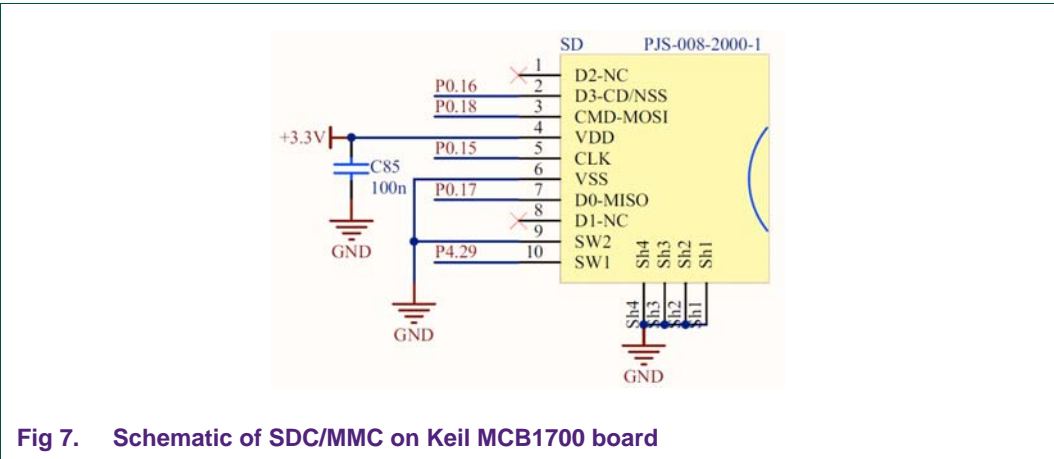 SD PJS-008-2000-1
1 D2-NC
P0.16 2 D3-CD/NSS
P0.18 3 CMD-MOSI
+3.3V 4 VDD
P0.15 5 CLK
C85 6 VSS
100n P0.17 7 D0-MISO
8 D1-NC
9 SW2
P4.29 10 SW1
Sh4 Sh3 Sh2 Sh1
GND
Sh4 Sh3 Sh2 Sh1
GND
GND
Fig 7. Schematic of SDC/MMC on Keil MCB1700 board